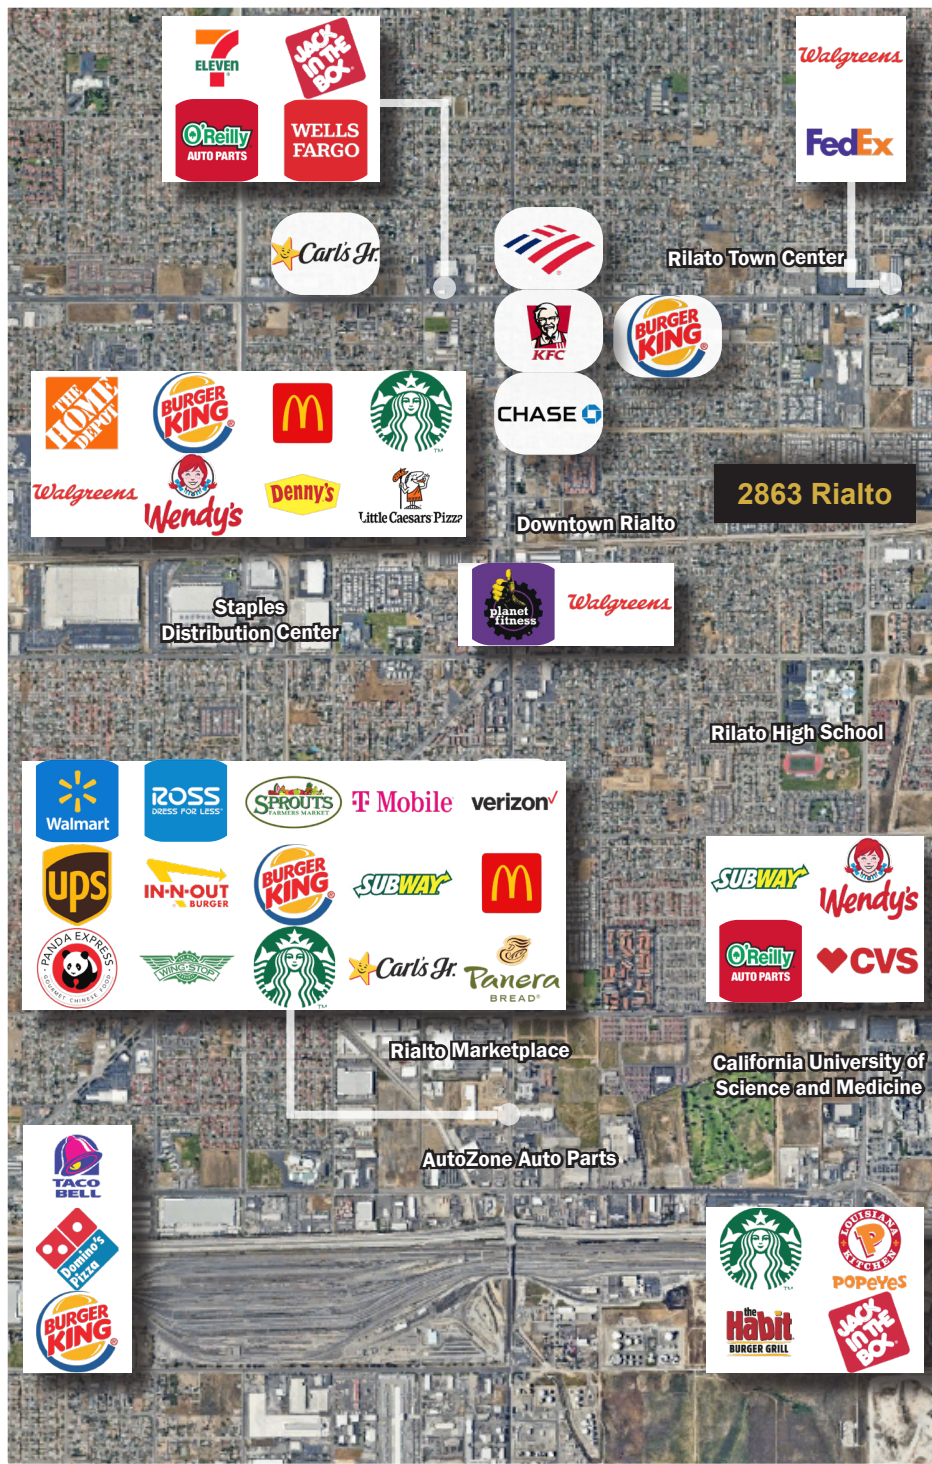 7
ELEVEN
JACK
IN THE
BOX
O'Reilly
AUTO PARTS
WELLS
FARGO
Walgreens
FedEx
Carl's Jr.
Rilato Town Center
KFC
BURGER
KING
CHASE
THE
HOME
DEPOT
BURGER
KING
Walgreens
Wendy's
Denny's
Little Caesars Pizza
2863 Rialto
Downtown Rialto
planet
fitness
Walgreens
Staples
Distribution Center
Rilato High School
Walmart
ROSS
DRESS FOR LESS
SPROUTS
FARMERS MARKET
T Mobile
verizon
ups
IN-N-OUT
BURGER
BURGER
KING
SUBWAY
PANDA EXPRESS
GOURMET CHINESE FOOD
WING·STOP
Carl's Jr.
Panera
BREAD
SUBWAY
Wendy's
O'Reilly
AUTO PARTS
CVS
Rialto Marketplace
California University of
Science and Medicine
AutoZone Auto Parts
TACO
BELL
Domino's
Pizza
BURGER
KING
LOUISIANA
KITCHEN
POPEYES
the
Habit
BURGER GRILL
JACK
IN THE
BOX